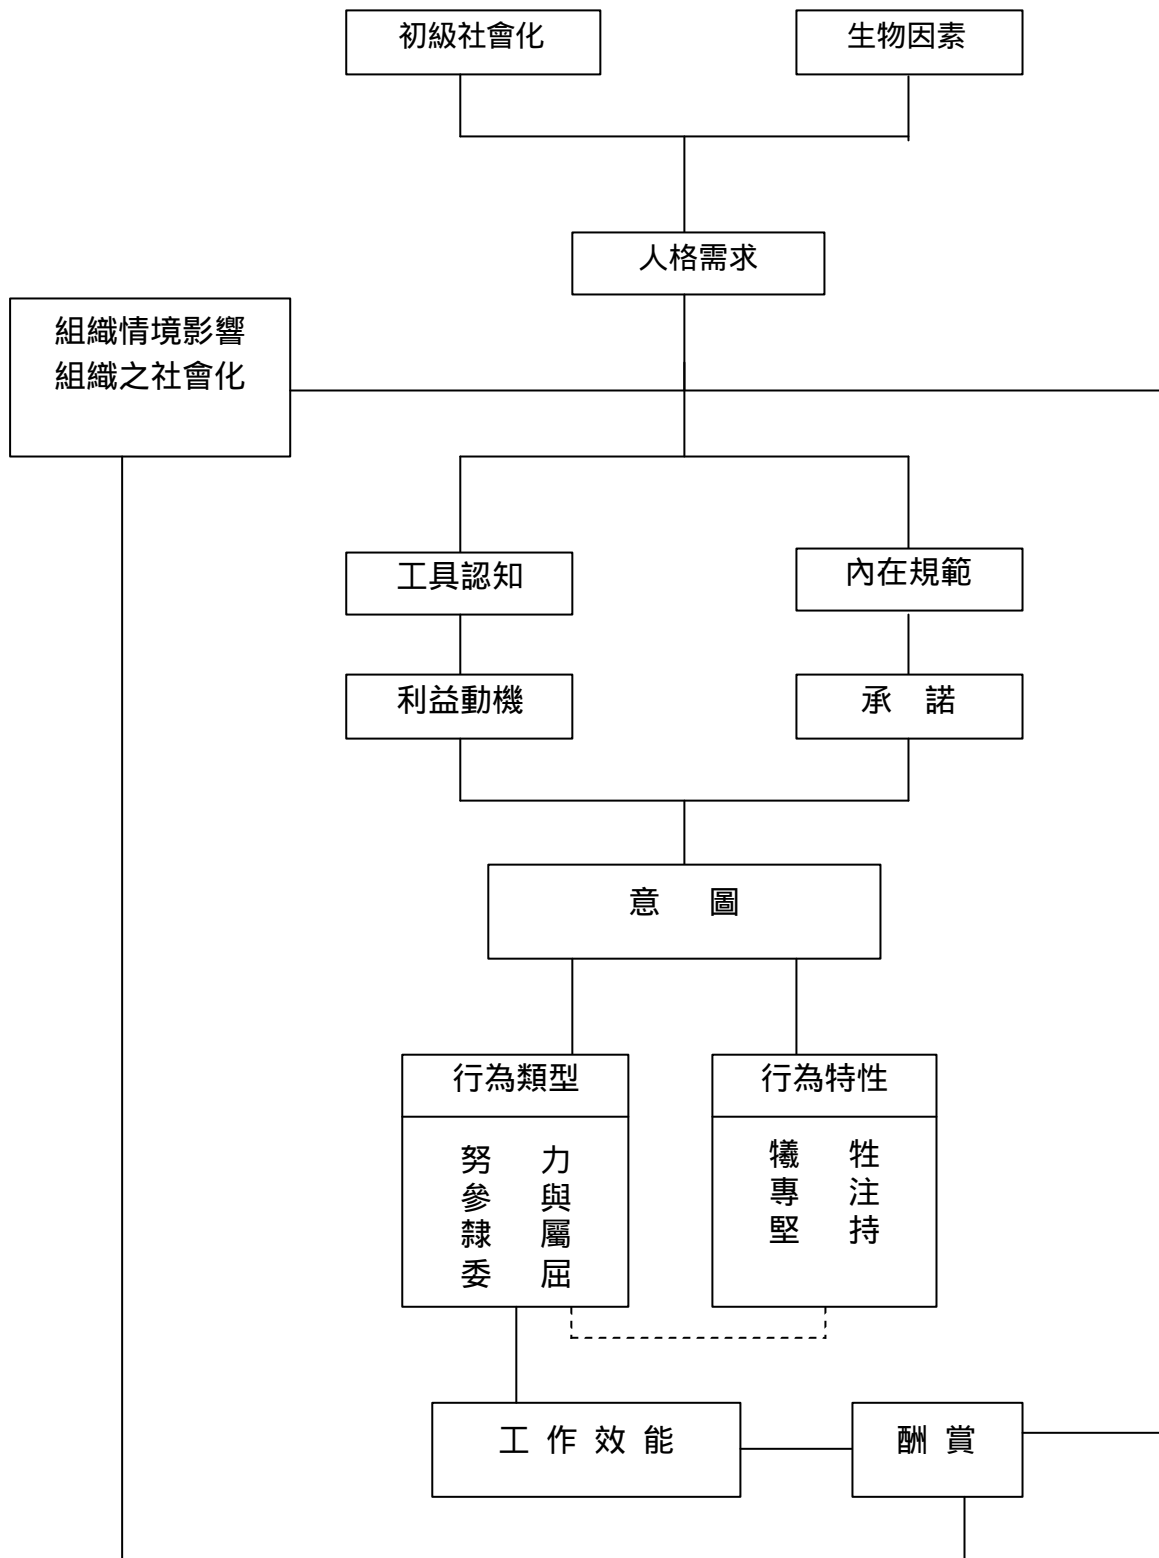 初級社會化
生物因素
人格需求
組織情境影響
組織之社會化
工具認知
內在規範
利益動機
承 諾
意 圖
行為類型
努 力
參 與
隸 屬
委 屈
行為特性
犧 牲
專 注
堅 持
工 作 效 能
酬 賞